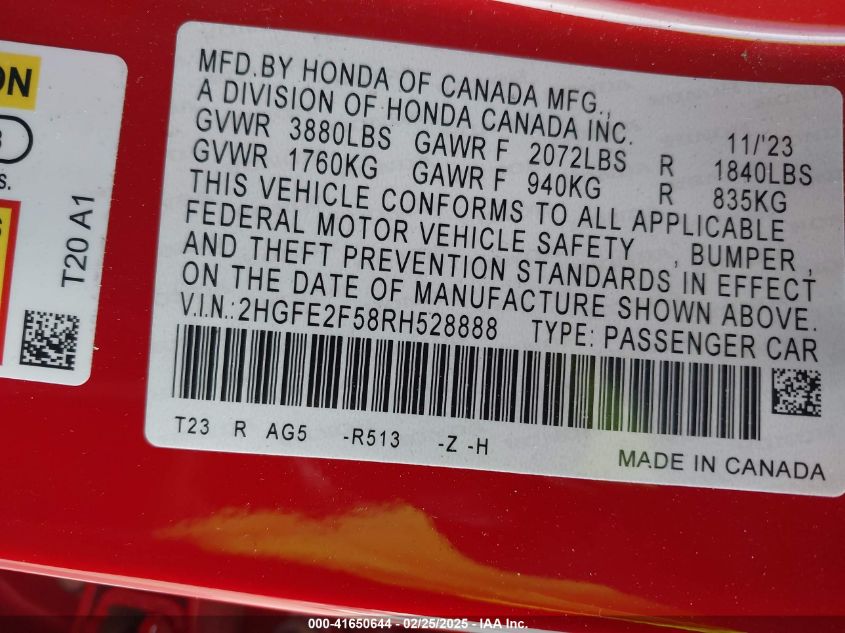 ON
3
S.
S
T20 A1
MFD.BY HONDA OF CANADA MFG.,
A DIVISION OF HONDA CANADA INC.
11/'23
GVWR 3880LBS GAWR F 2072LBS R 1840LBS
GVWR 1760KG GAWR F 940KG R 835KG
THIS VEHICLE CONFORMS TO ALL APPLICABLE
FEDERAL MOTOR VEHICLE SAFETY , BUMPER ,
AND THEFT PREVENTION STANDARDS IN EFFECT
ON THE DATE OF MANUFACTURE SHOWN ABOVE.
V.I.N.:2HGFE2F58RH528888 TYPE: PASSENGER CAR
T23 R AG5 -R513 -Z -H
MADE IN CANADA
000-41650644 - 02/25/2025 - IAA Inc.